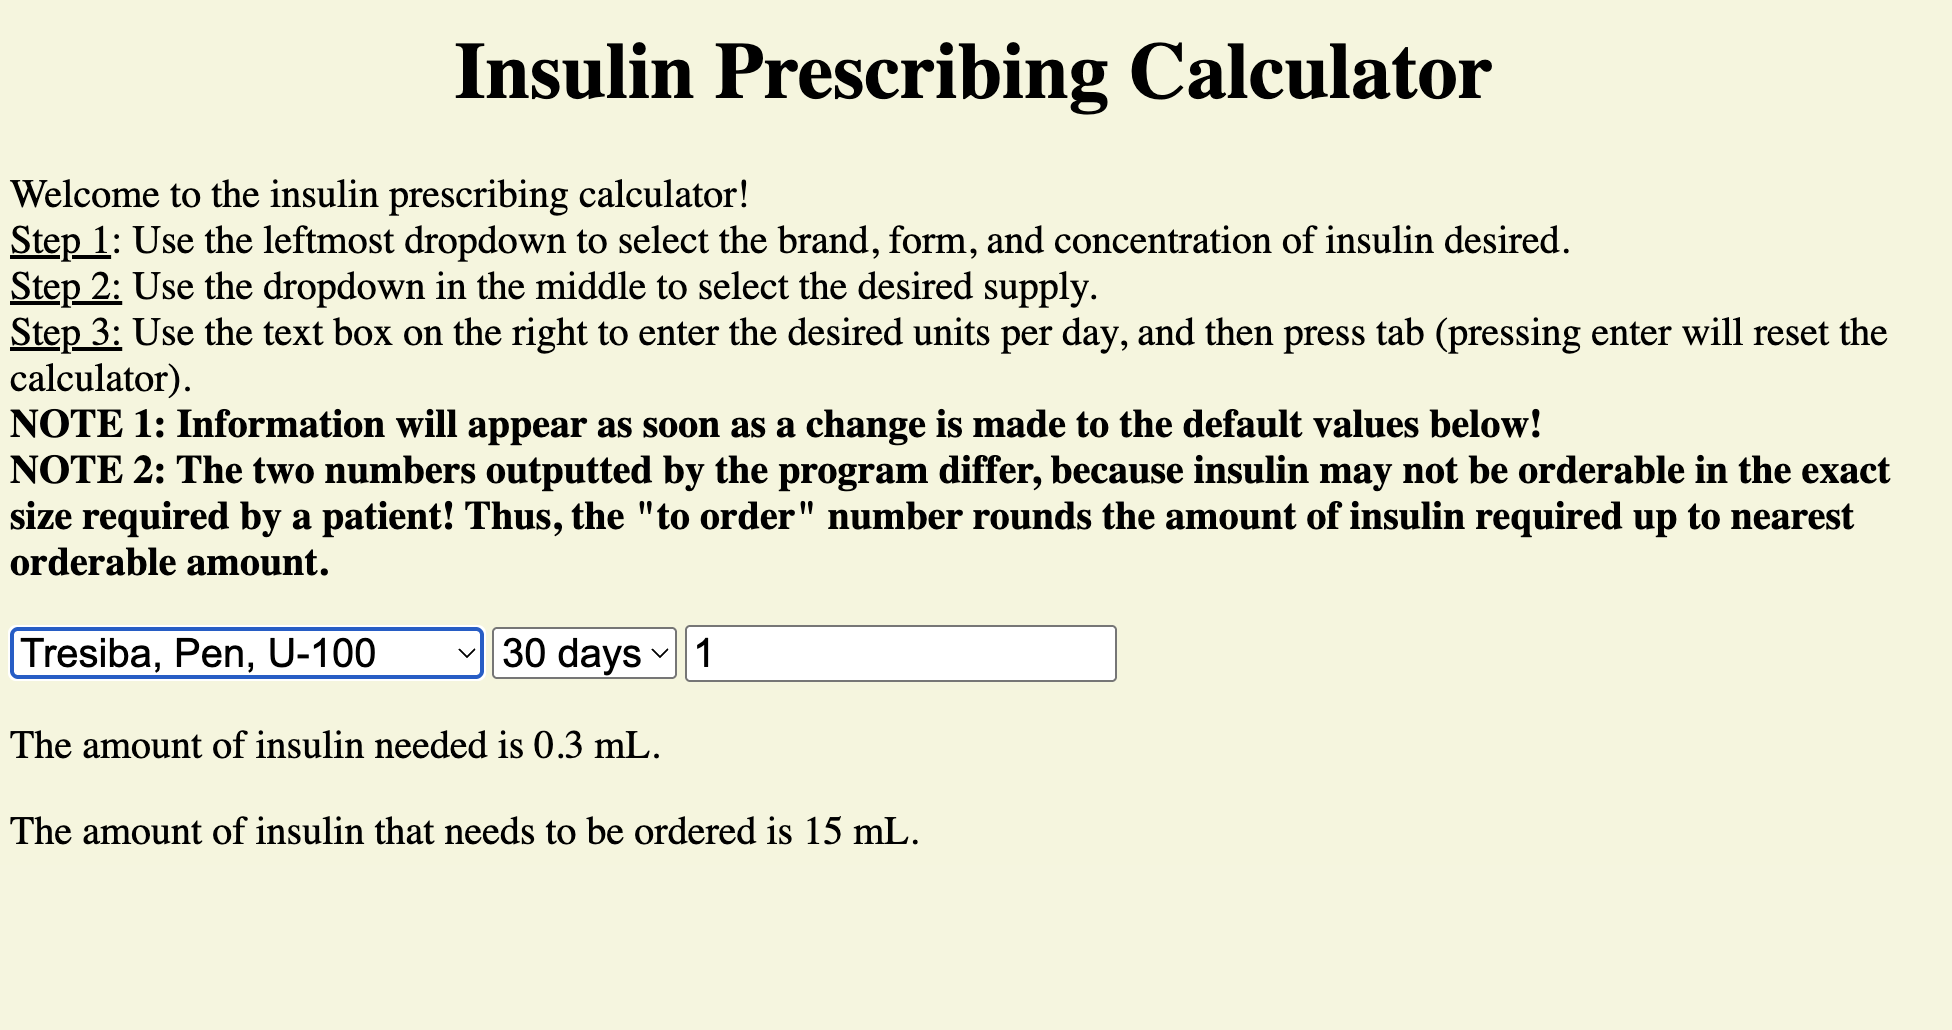 Insulin Prescribing Calculator
Welcome to the insulin prescribing calculator!
Step 1: Use the leftmost dropdown to select the brand, form, and concentration of insulin desired.
Step 2: Use the dropdown in the middle to select the desired supply.
Step 3: Use the text box on the right to enter the desired units per day, and then press tab (pressing enter will reset the
calculator).
NOTE 1: Information will appear as soon as a change is made to the default values below!
NOTE 2: The two numbers outputted by the program differ, because insulin may not be orderable in the exact
size required by a patient! Thus, the "to order" number rounds the amount of insulin required up to nearest
orderable amount.
Tresiba, Pen, U-100 30 days 1
The amount of insulin needed is 0.3 mL.
The amount of insulin that needs to be ordered is 15 mL.